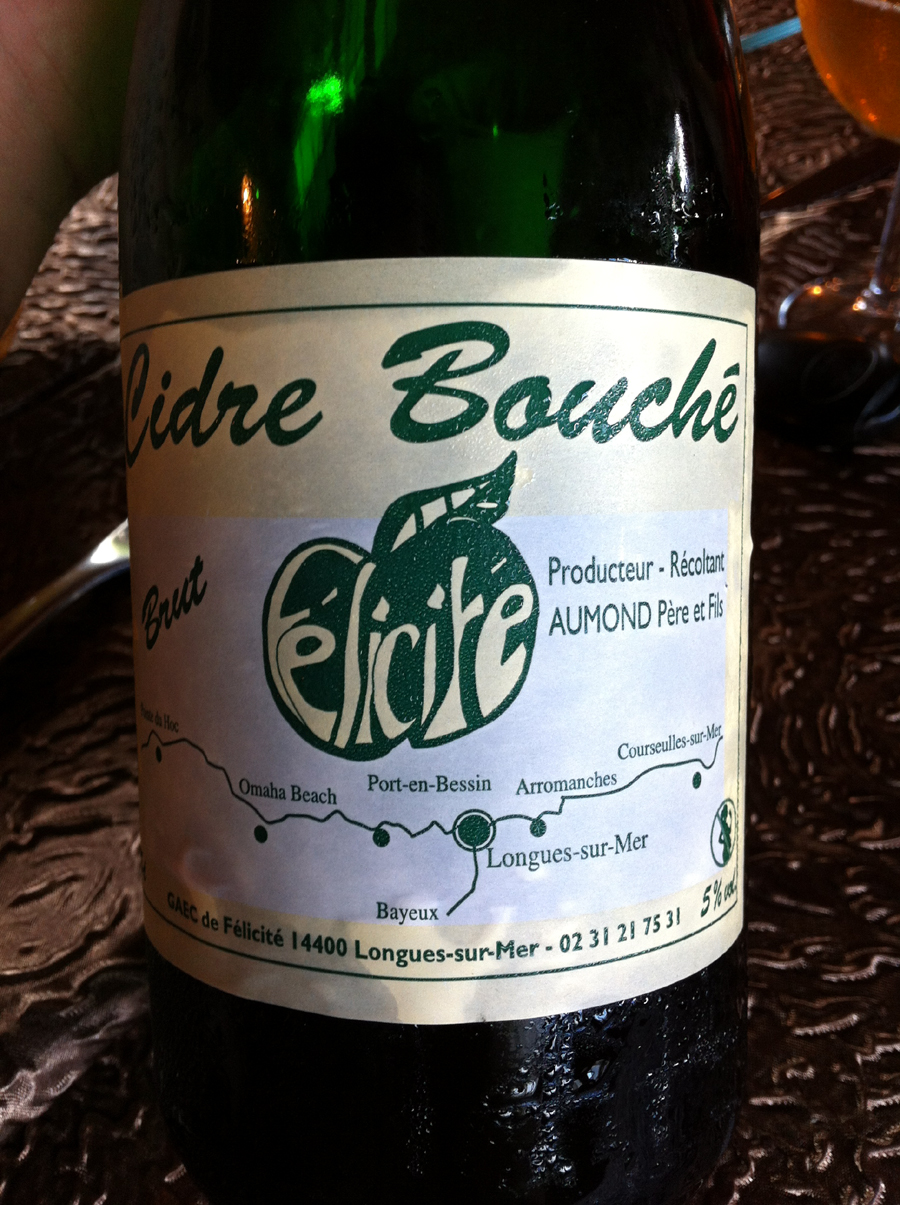 Cidre Bouché
Brut
Félicité
Producteur - Récoltant
AUMOND Père et Fils
Pointe du Hoc
Omaha Beach
Port-en-Bessin
Arromanches
Courseulles-sur-Mer
Longues-sur-Mer
Bayeux
5% vol.
GAEC de Félicité 14400 Longues-sur-Mer - 02 31 21 75 31